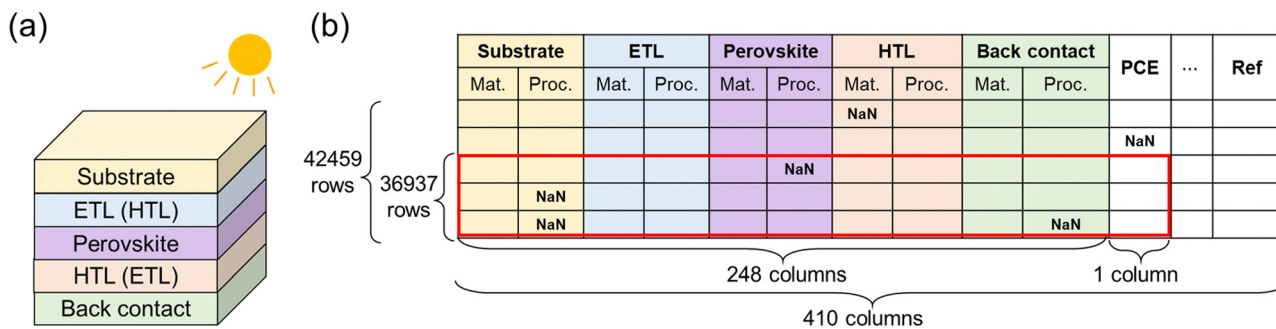 (a)
Substrate
ETL (HTL)
Perovskite
HTL (ETL)
Back contact
(b)
Substrate ETL Perovskite HTL Back contact PCE ... Ref
Mat. Proc. Mat. Proc. Mat. Proc. Mat. Proc. Mat. Proc.
NaN
NaN
NaN
NaN
NaN NaN
42459
rows
36937
rows
248 columns
1 column
410 columns